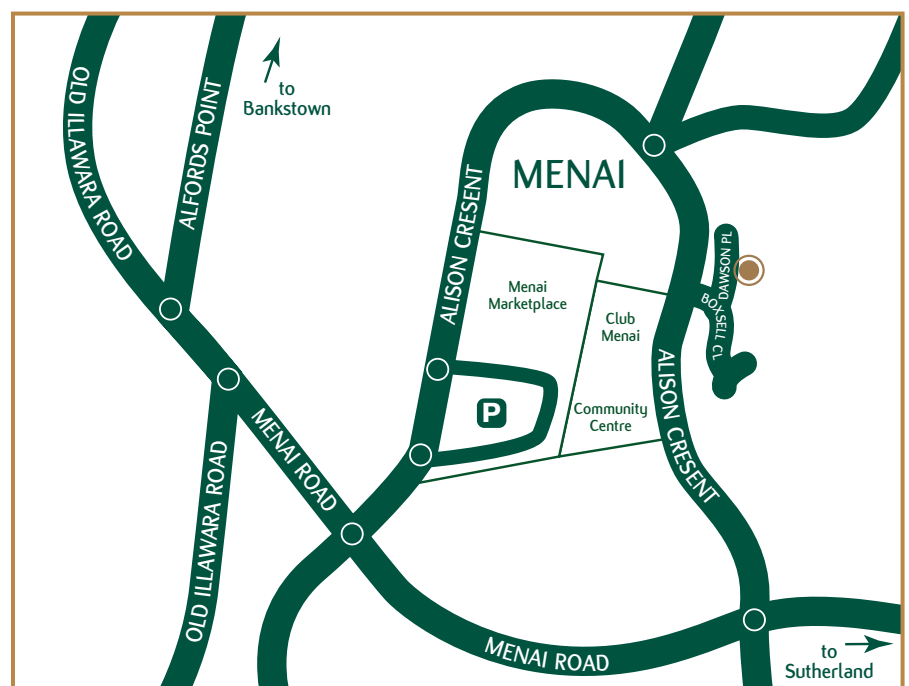 OLD ILLAWARA ROAD
ALFORDS POINT
to
Bankstown
MENAI
ALISON CRESENT
Menai
Marketplace
Club
Menai
DAWSON PL
BOXSELL CL
P
Community
Centre
ALISON CRESENT
MENAI ROAD
OLD ILLAWARA ROAD
MENAI ROAD
to
Sutherland